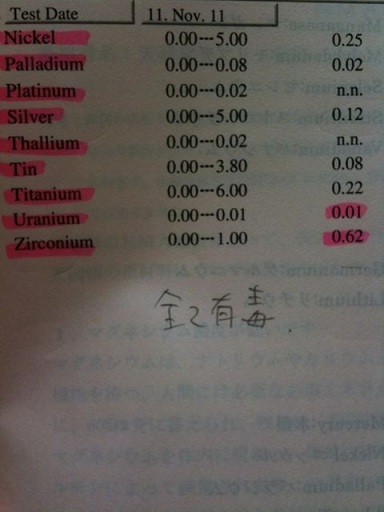 Test Date 11. Nov. 11
Nickel 0.00---5.00 0.25
Palladium 0.00---0.08 0.02
Platinum 0.00---0.02 n.n.
Silver 0.00---5.00 0.12
Thallium 0.00---0.02 n.n.
Tin 0.00---3.80 0.08
Titanium 0.00---6.00 0.22
Uranium 0.00---0.01 0.01
Zirconium 0.00---1.00 0.62
全て有毒.